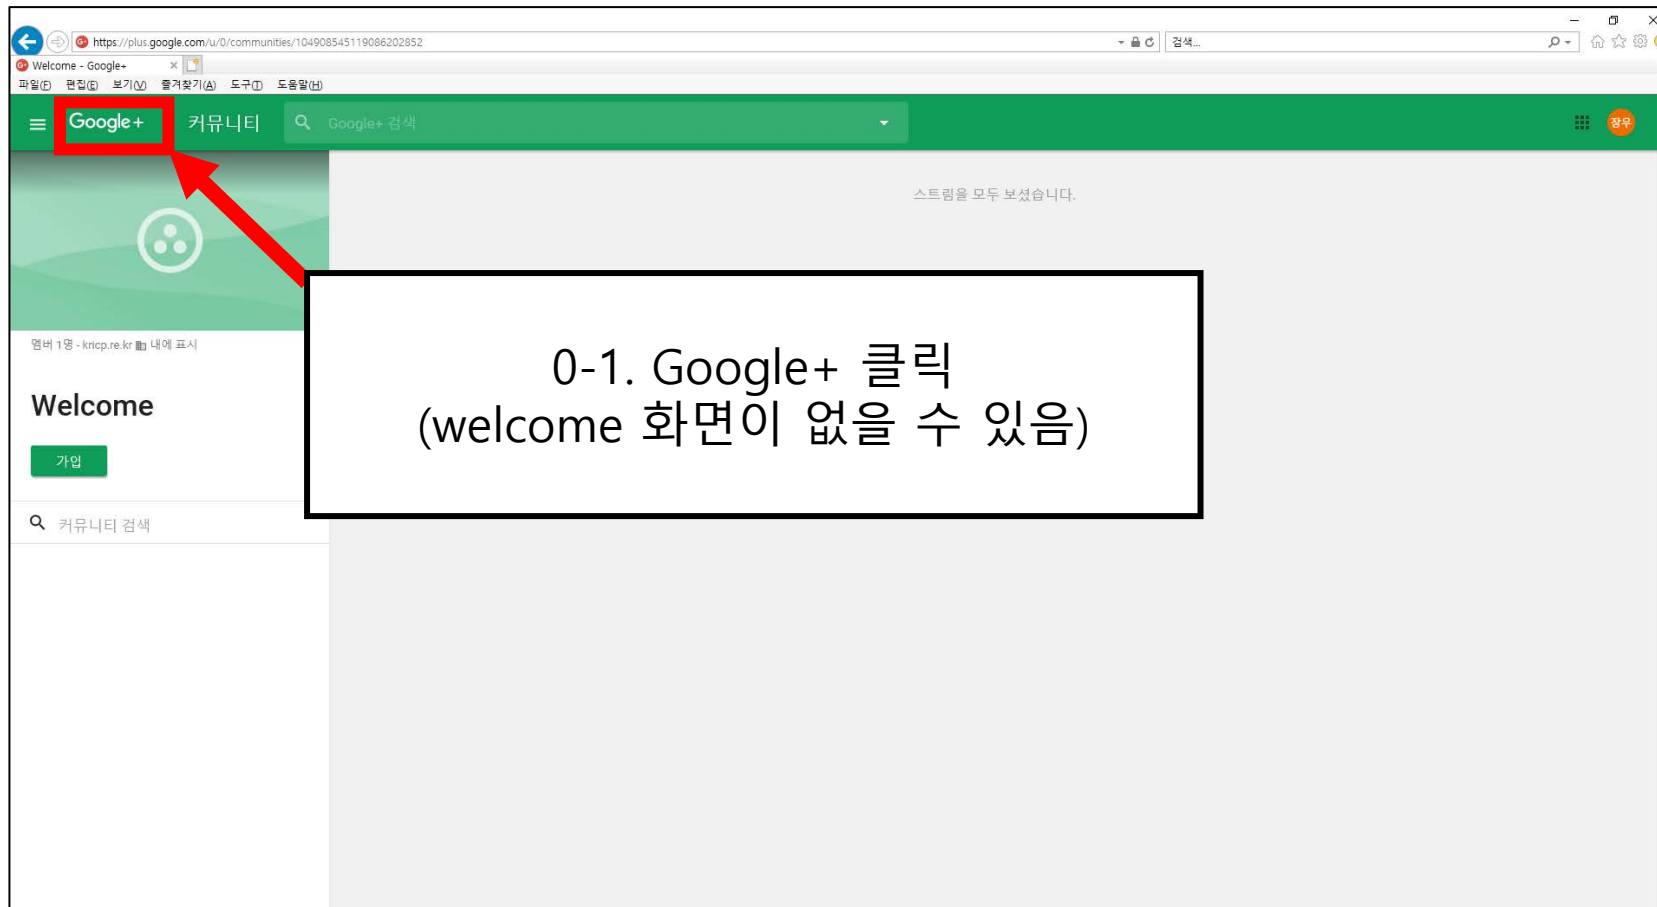 https://plus.google.com/u/0/communities/104908545119086202852
검색...
Welcome - Google+
파일(F) 편집(E) 보기(V) 즐겨찾기(A) 도구(T) 도움말(H)
Google+ 커뮤니티 Google+ 검색
장우
스트림을 모두 보셨습니다.
멤버 1명 - kricp.re.kr 내에 표시
Welcome
가입
커뮤니티 검색
0-1. Google+ 클릭
(welcome 화면이 없을 수 있음)